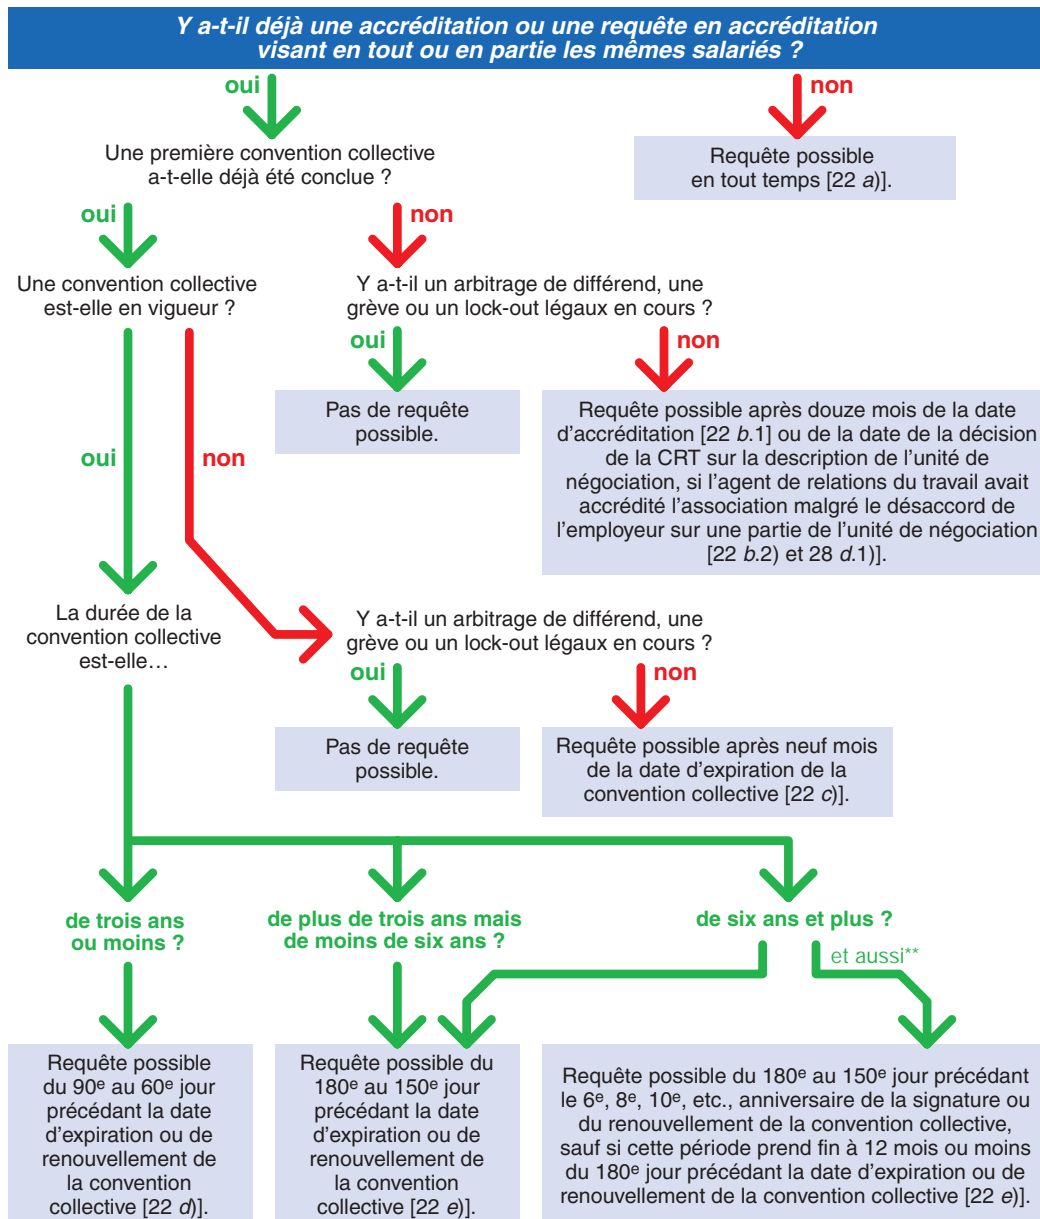 Y a-t-il déjà une accréditation ou une requête en accréditation
visant en tout ou en partie les mêmes salariés ?
oui
non
Une première convention collective
a-t-elle déjà été conclue ?
Requête possible
en tout temps [22 a)].
oui
non
Une convention collective
est-elle en vigueur ?
Y a-t-il un arbitrage de différend, une
grève ou un lock-out légaux en cours ?
oui
non
Pas de requête
possible.
Requête possible après douze mois de la date
d'accréditation [22 b.1] ou de la date de la décision
de la CRT sur la description de l'unité de
négociation, si l'agent de relations du travail avait
accrédité l'association malgré le désaccord de
l'employeur sur une partie de l'unité de négociation
[22 b.2) et 28 d.1)].
oui
non
La durée de la
convention collective
est-elle…
Y a-t-il un arbitrage de différend, une
grève ou un lock-out légaux en cours ?
oui
non
Pas de requête
possible.
Requête possible après neuf mois
de la date d'expiration de la
convention collective [22 c)].
de trois ans
ou moins ?
de plus de trois ans mais
de moins de six ans ?
de six ans et plus ?
et aussi**
Requête possible
du 90e au 60e jour
précédant la date
d'expiration ou de
renouvellement de
la convention
collective [22 d)].
Requête possible du
180e au 150e jour
précédant la date
d'expiration ou de
renouvellement de
la convention
collective [22 e)].
Requête possible du 180e au 150e jour précédant
le 6e, 8e, 10e, etc., anniversaire de la signature ou
du renouvellement de la convention collective,
sauf si cette période prend fin à 12 mois ou moins
du 180e jour précédant la date d'expiration ou de
renouvellement de la convention collective [22 e)].